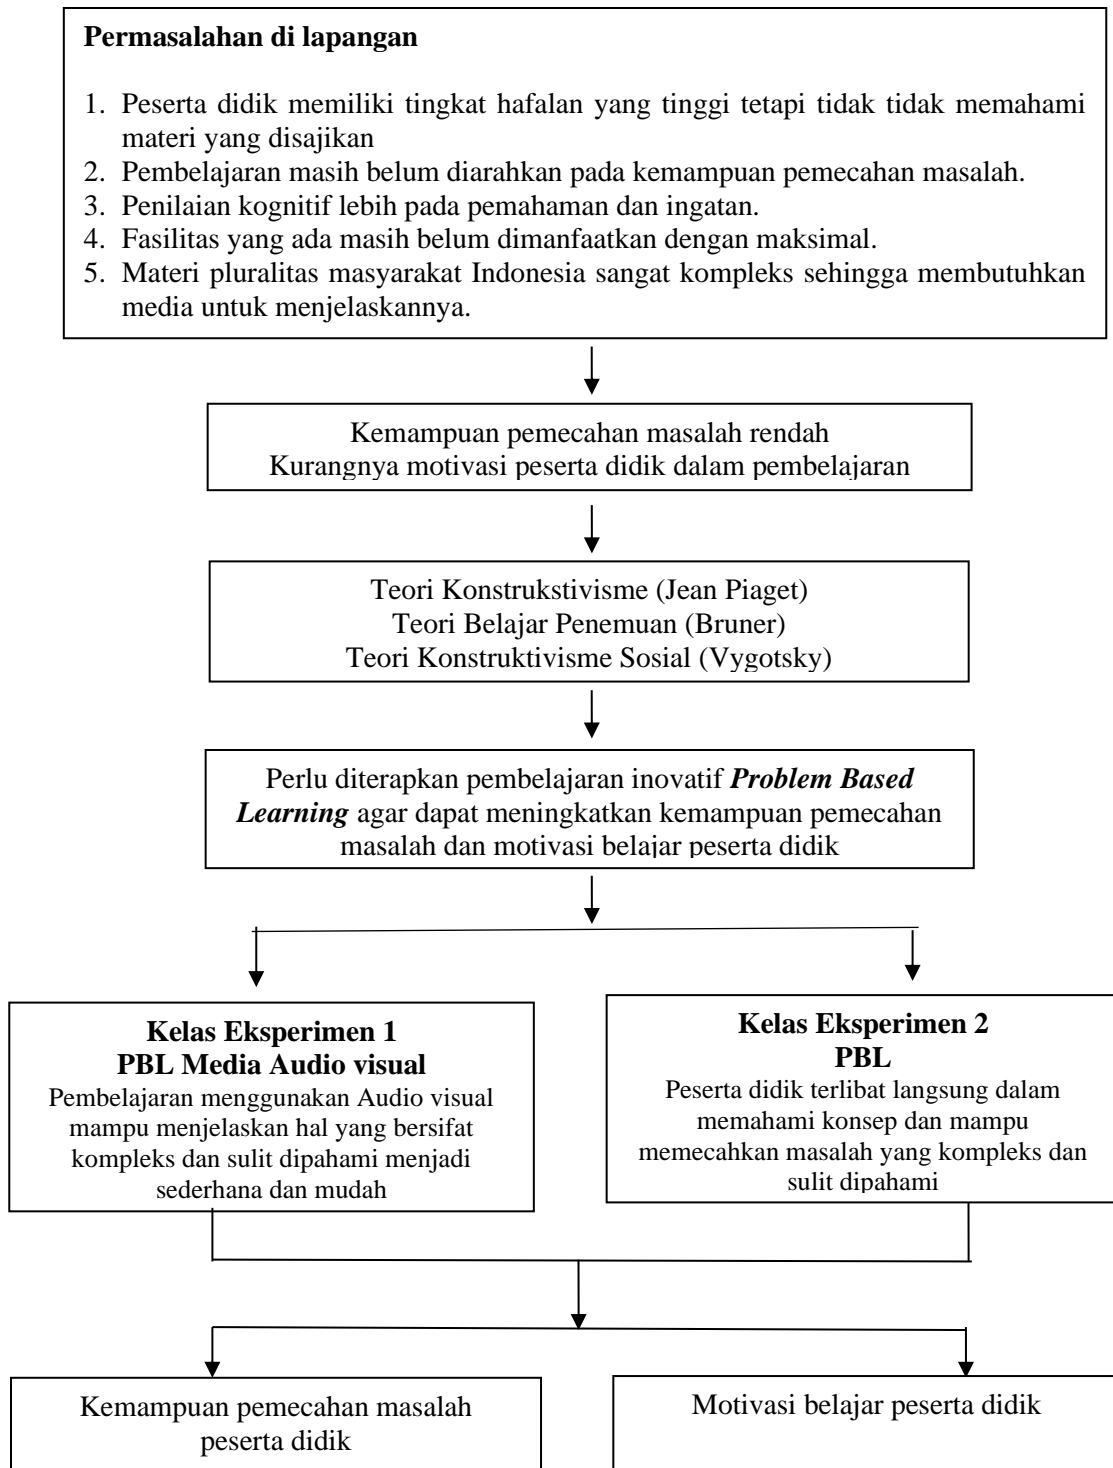 Permasalahan di lapangan
1. Peserta didik memiliki tingkat hafalan yang tinggi tetapi tidak tidak memahami
materi yang disajikan
2. Pembelajaran masih belum diarahkan pada kemampuan pemecahan masalah.
3. Penilaian kognitif lebih pada pemahaman dan ingatan.
4. Fasilitas yang ada masih belum dimanfaatkan dengan maksimal.
5. Materi pluralitas masyarakat Indonesia sangat kompleks sehingga membutuhkan
media untuk menjelaskannya.
Kemampuan pemecahan masalah rendah
Kurangnya motivasi peserta didik dalam pembelajaran
Teori Konstrukstivisme (Jean Piaget)
Teori Belajar Penemuan (Bruner)
Teori Konstruktivisme Sosial (Vygotsky)
Perlu diterapkan pembelajaran inovatif Problem Based
Learning agar dapat meningkatkan kemampuan pemecahan
masalah dan motivasi belajar peserta didik
Kelas Eksperimen 1
PBL Media Audio visual
Pembelajaran menggunakan Audio visual
mampu menjelaskan hal yang bersifat
kompleks dan sulit dipahami menjadi
sederhana dan mudah
Kelas Eksperimen 2
PBL
Peserta didik terlibat langsung dalam
memahami konsep dan mampu
memecahkan masalah yang kompleks dan
sulit dipahami
Kemampuan pemecahan masalah
peserta didik
Motivasi belajar peserta didik